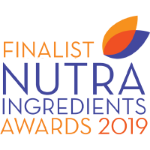 FINALIST
NUTRA
INGREDIENTS
AWARDS 2019